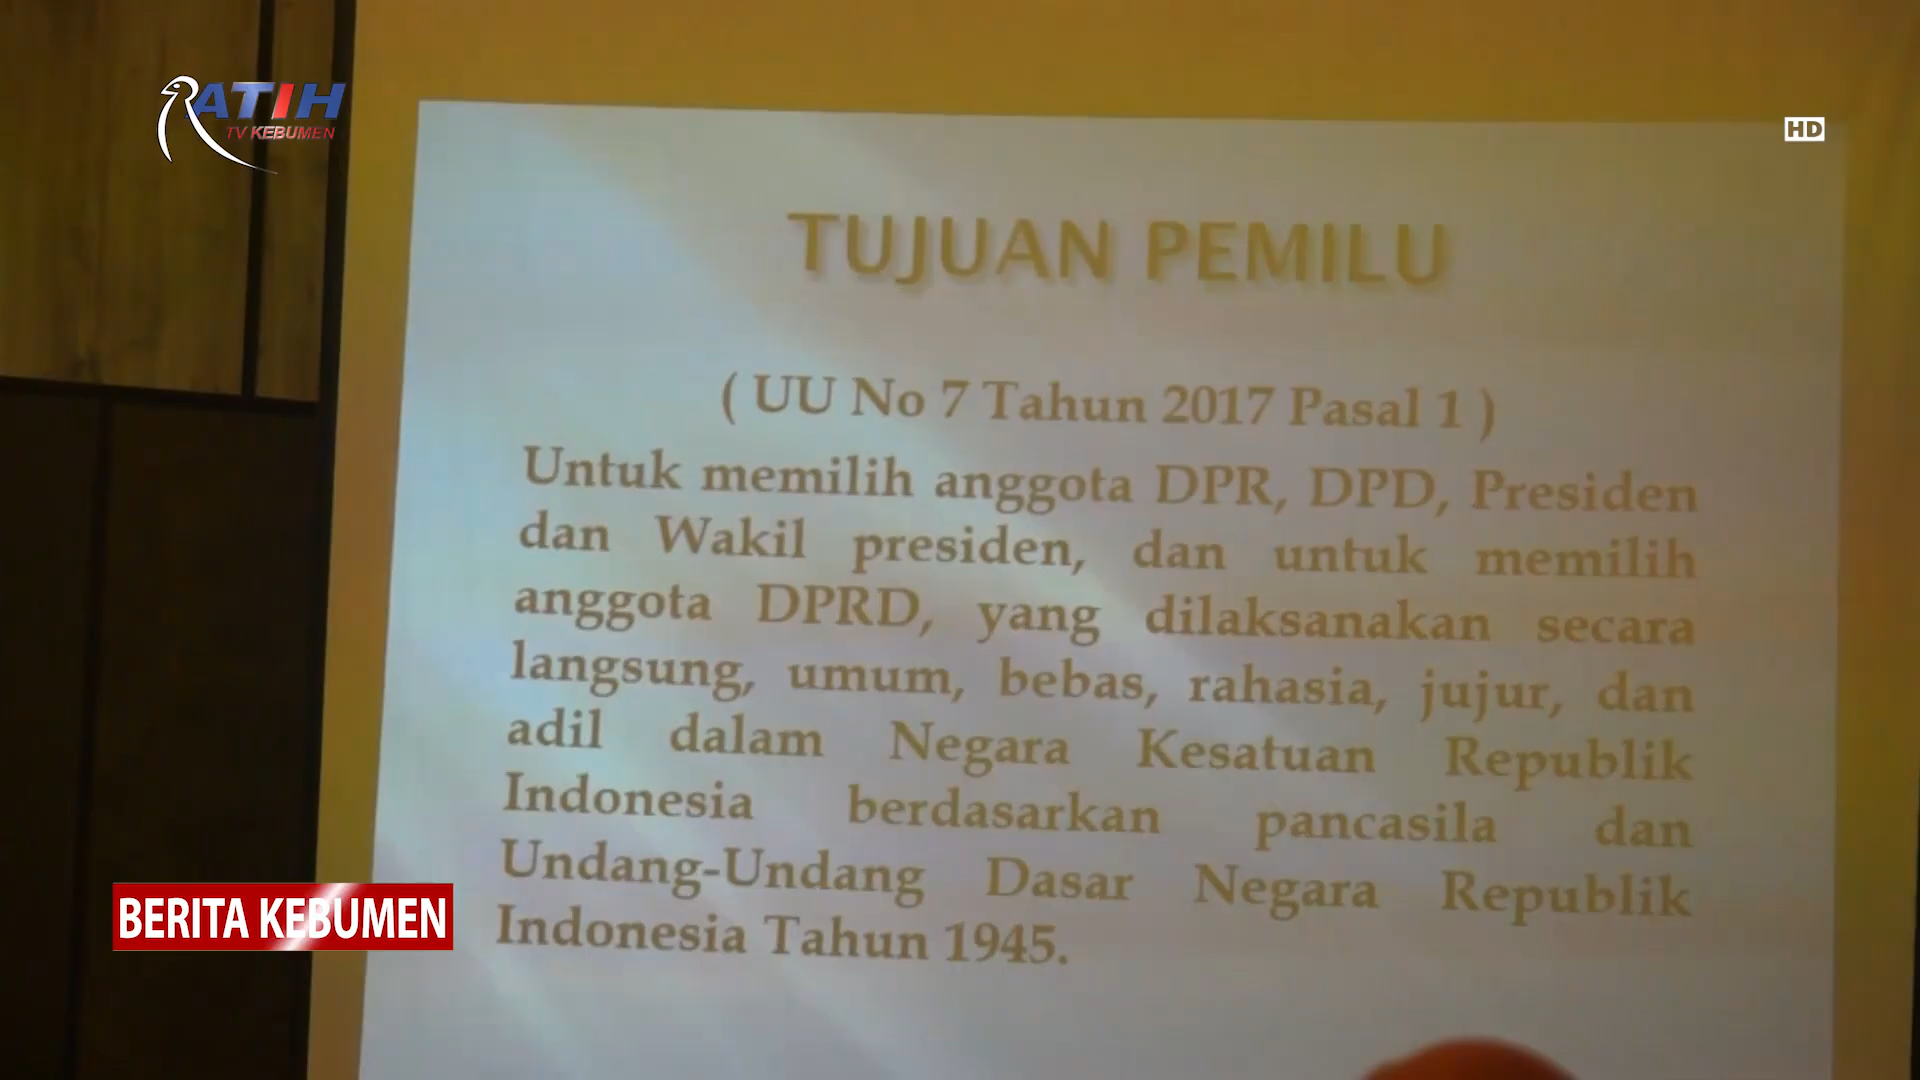 RATIH
TV KEBUMEN
HD
TUJUAN PEMILU
( UU No 7 Tahun 2017 Pasal 1 )
Untuk memilih anggota DPR, DPD, Presiden
dan Wakil presiden, dan untuk memilih
anggota DPRD, yang dilaksanakan secara
langsung, umum, bebas, rahasia, jujur, dan
adil dalam Negara Kesatuan Republik
Indonesia berdasarkan pancasila dan
Undang-Undang Dasar Negara Republik
Indonesia Tahun 1945.
BERITA KEBUMEN